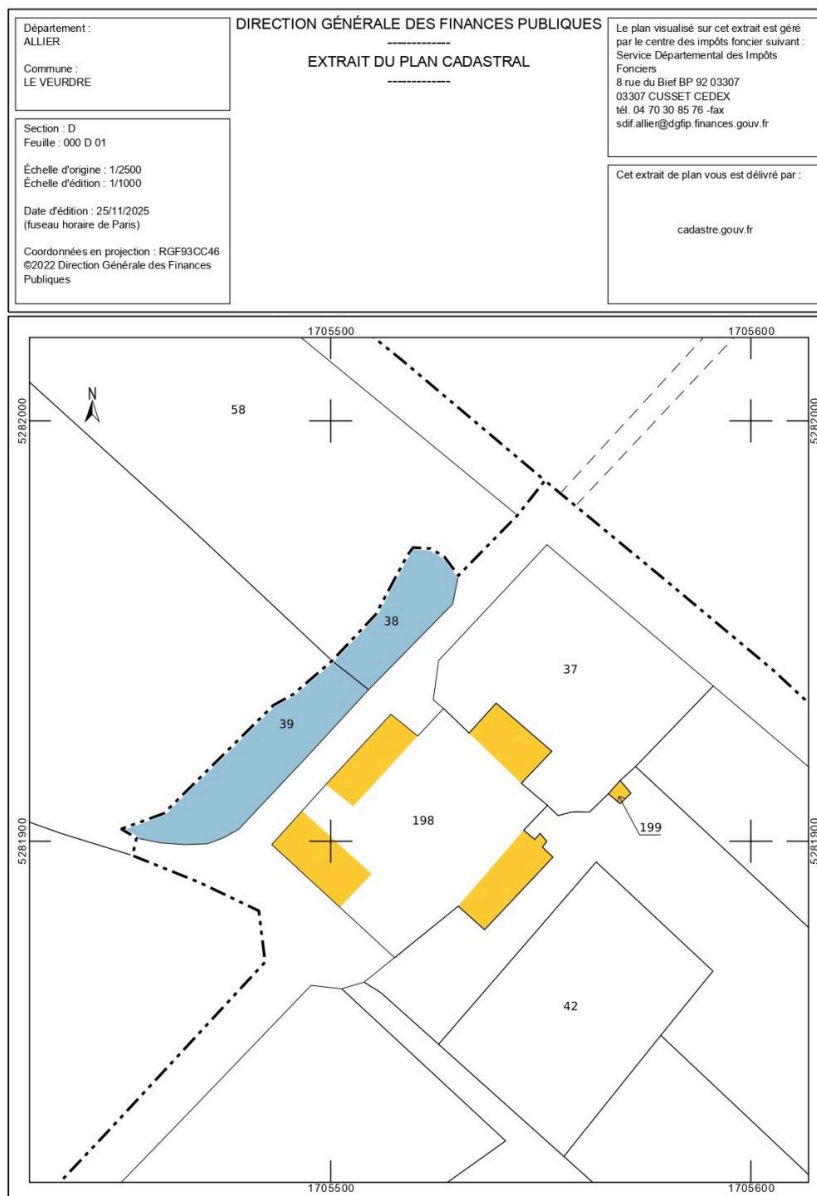 Département :
ALLIER
Commune :
LE VEURDRE
Section : D
Feuille : 000 D 01
Échelle d'origine : 1/2500
Échelle d'édition : 1/1000
Date d'édition : 25/11/2025
(fuseau horaire de Paris)
Coordonnées en projection : RGF93CC46
©2022 Direction Générale des Finances
Publiques
DIRECTION GÉNÉRALE DES FINANCES PUBLIQUES
-------------
EXTRAIT DU PLAN CADASTRAL
-------------
Le plan visualisé sur cet extrait est géré
par le centre des impôts foncier suivant :
Service Départemental des Impôts
Fonciers
8 rue du Bief BP 92 03307
03307 CUSSET CEDEX
tél. 04 70 30 85 76 -fax
sdif.allier@dgfip.finances.gouv.fr
Cet extrait de plan vous est délivré par :
cadastre.gouv.fr
1705500
1705600
N
58
5282000
5282000
38
37
39
198
199
5281900
5281900
42
1705500
1705600